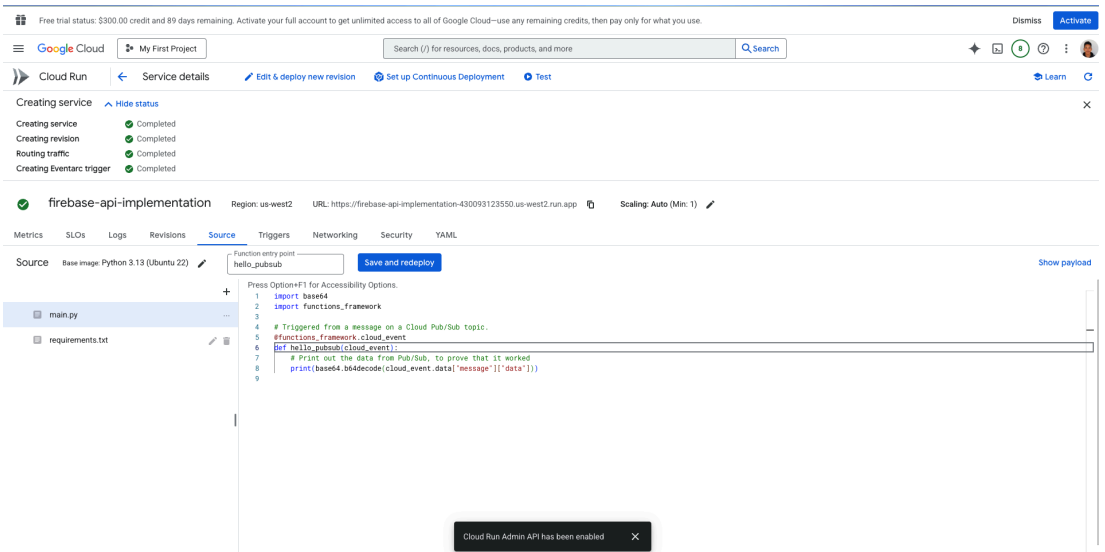 Free trial status: $300.00 credit and 89 days remaining. Activate your full account to get unlimited access to all of Google Cloud—use any remaining credits, then pay only for what you use.
Dismiss
Activate
Google Cloud
My First Project
Search (/) for resources, docs, products, and more
Search
8
Cloud Run
Service details
Edit & deploy new revision
Set up Continuous Deployment
Test
Learn
Creating service
Hide status
Creating service Completed
Creating revision Completed
Routing traffic Completed
Creating Eventarc trigger Completed
firebase-api-implementation
Region: us-west2
URL: https://firebase-api-implementation-430093123550.us-west2.run.app
Scaling: Auto (Min: 1)
Metrics
SLOs
Logs
Revisions
Source
Triggers
Networking
Security
YAML
Source
Base image: Python 3.13 (Ubuntu 22)
Function entry point
hello_pubsub
Save and redeploy
Show payload
main.py
requirements.txt
Press Option+F1 for Accessibility Options.
1 import base64
2 import functions_framework
3
4 # Triggered from a message on a Cloud Pub/Sub topic.
5 @functions_framework.cloud_event
6 def hello_pubsub(cloud_event):
7 # Print out the data from Pub/Sub, to prove that it worked
8 print(base64.b64decode(cloud_event.data["message"]["data"]))
9
Cloud Run Admin API has been enabled